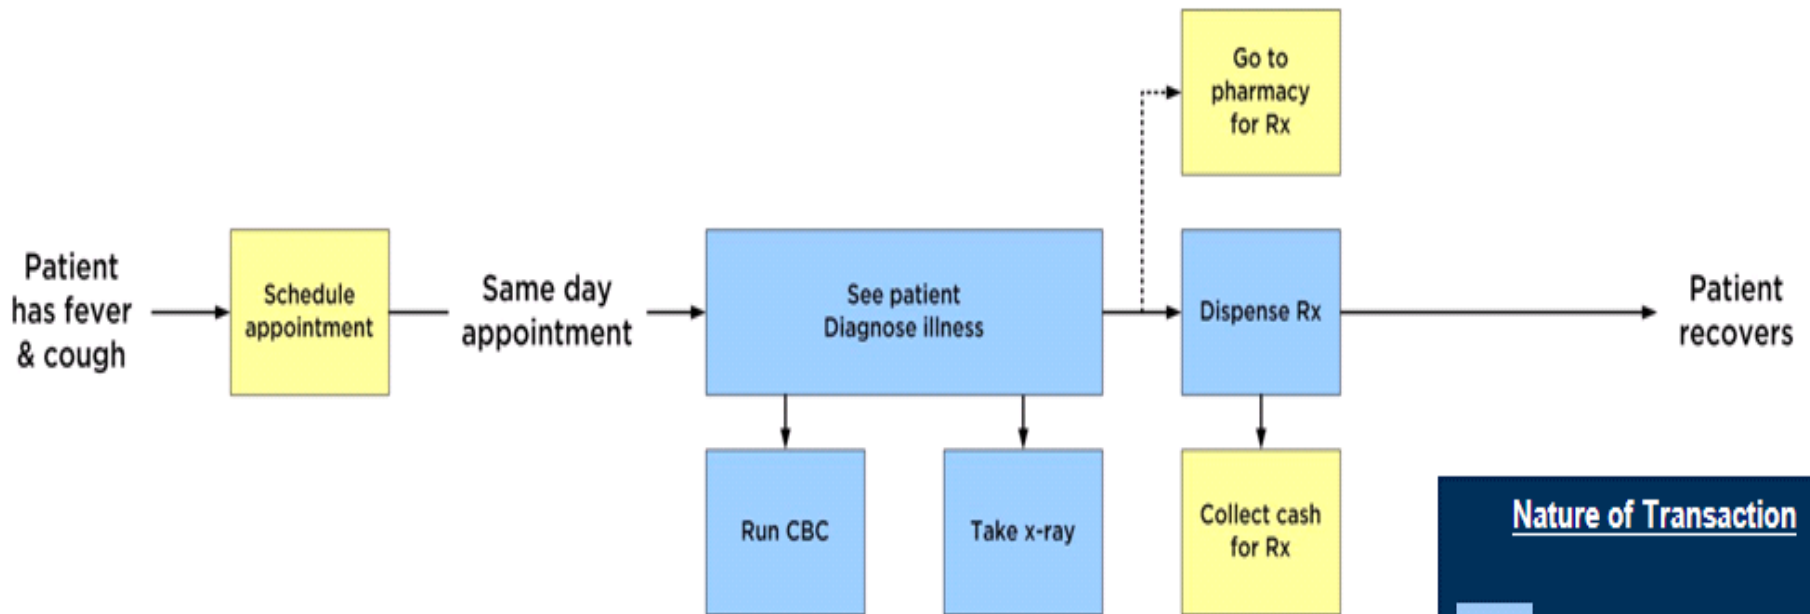 Go to
pharmacy
for Rx
Patient
has fever
& cough
Schedule
appointment
Same day
appointment
See patient
Diagnose illness
Dispense Rx
Patient
recovers
Run CBC
Take x-ray
Collect cash
for Rx
Nature of Transaction